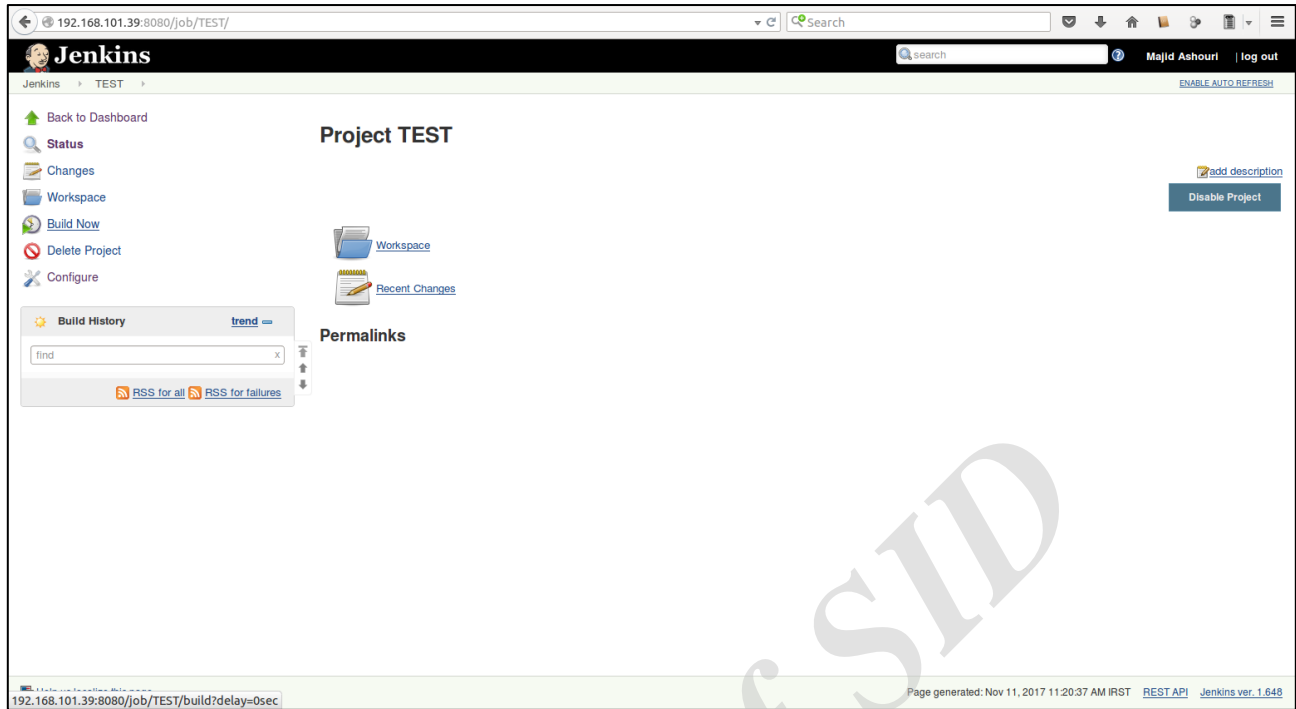 192.168.101.39:8080/job/TEST/
Search
Jenkins
search
Majid Ashouri | log out
Jenkins TEST
ENABLE AUTO REFRESH
Back to Dashboard
Status
Changes
Workspace
Build Now
Delete Project
Configure
Build History trend
find x
RSS for all RSS for failures
Project TEST
add description
Disable Project
Workspace
Recent Changes
Permalinks
of SID
192.168.101.39:8080/job/TEST/build?delay=0sec
Page generated: Nov 11, 2017 11:20:37 AM IRST REST API Jenkins ver. 1.648